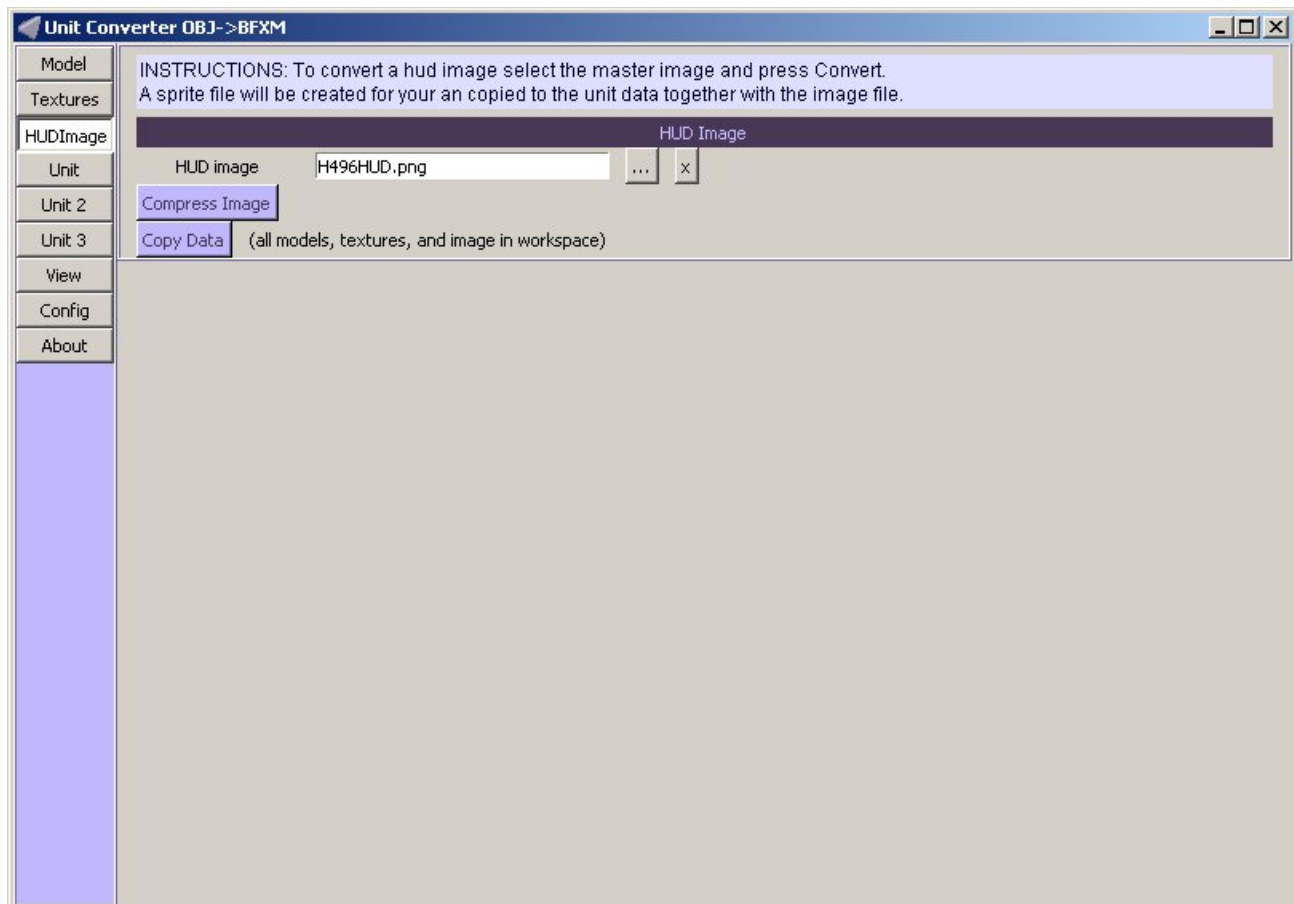 Unit Converter OBJ->BFXM
Model
Textures
HUDImage
Unit
Unit 2
Unit 3
View
Config
About
INSTRUCTIONS: To convert a hud image select the master image and press Convert.
A sprite file will be created for your an copied to the unit data together with the image file.
HUD Image
HUD image H496HUD.png ... x
Compress Image
Copy Data (all models, textures, and image in workspace)